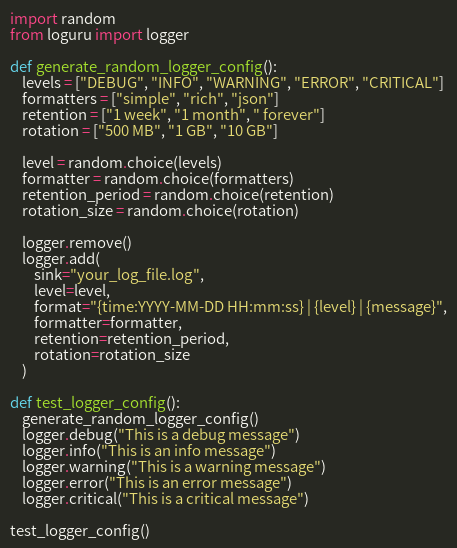 import random
from loguru import logger

def generate_random_logger_config():
    levels = ["DEBUG", "INFO", "WARNING", "ERROR", "CRITICAL"]
    formatters = ["simple", "rich", "json"]
    retention = ["1 week", "1 month", " forever"]
    rotation = ["500 MB", "1 GB", "10 GB"]

    level = random.choice(levels)
    formatter = random.choice(formatters)
    retention_period = random.choice(retention)
    rotation_size = random.choice(rotation)

    logger.remove()
    logger.add(
        sink="your_log_file.log",
        level=level,
        format="{time:YYYY-MM-DD HH:mm:ss} | {level} | {message}",
        formatter=formatter,
        retention=retention_period,
        rotation=rotation_size
    )

def test_logger_config():
    generate_random_logger_config()
    logger.debug("This is a debug message")
    logger.info("This is an info message")
    logger.warning("This is a warning message")
    logger.error("This is an error message")
    logger.critical("This is a critical message")

test_logger_config()